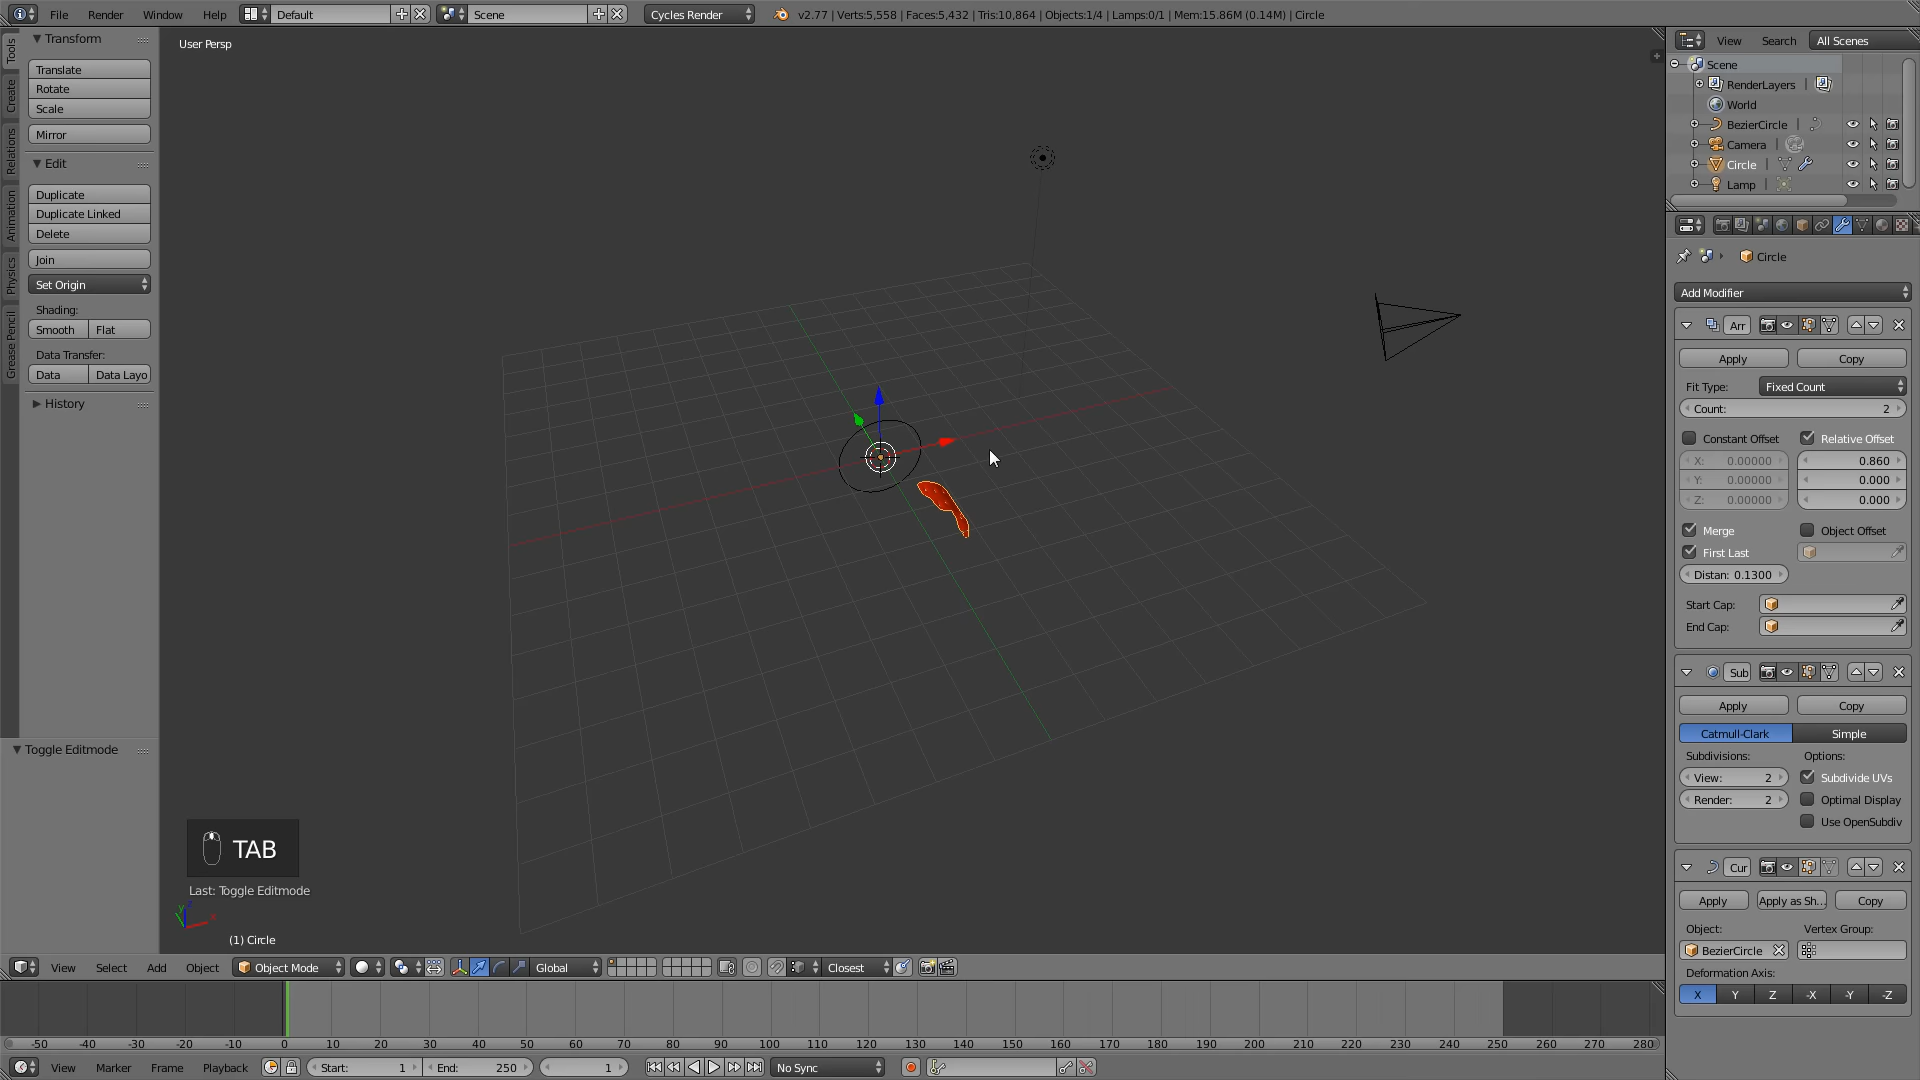 File Render Window Help Default Scene Cycles Render v2.77 | Verts:5,558 | Faces:5,432 | Tris:10,864 | Objects:1/4 | Lamps:0/1 | Mem:15.86M (0.14M) | Circle
Tools
Create
Relations
Animation
Physics
Grease Pencil
Transform
Translate
Rotate
Scale
Mirror
Edit
Duplicate
Duplicate Linked
Delete
Join
Set Origin
Shading:
Smooth Flat
Data Transfer:
Data Data Layo
History
Toggle Editmode
User Persp
TAB
Last: Toggle Editmode
(1) Circle
View Select Add Object Object Mode Global Closest
-50 -40 -30 -20 -10 0 10 20 30 40 50 60 70 80 90 100 110 120 130 140 150 160 170 180 190 200 210 220 230 240 250 260 270 280
View Marker Frame Playback Start: 1 End: 250 1 No Sync
View Search All Scenes
Scene
RenderLayers |
World
BezierCircle |
Camera |
Circle |
Lamp |
Circle
Add Modifier
Arr
Apply Copy
Fit Type: Fixed Count
Count: 2
Constant Offset Relative Offset
X: 0.00000 0.860
Y: 0.00000 0.000
Z: 0.00000 0.000
Merge Object Offset
First Last
Distan: 0.1300
Start Cap:
End Cap:
Sub
Apply Copy
Catmull-Clark Simple
Subdivisions: Options:
View: 2 Subdivide UVs
Render: 2 Optimal Display
Use OpenSubdiv
Cur
Apply Apply as Sh... Copy
Object: Vertex Group:
BezierCircle
Deformation Axis:
X Y Z -X -Y -Z